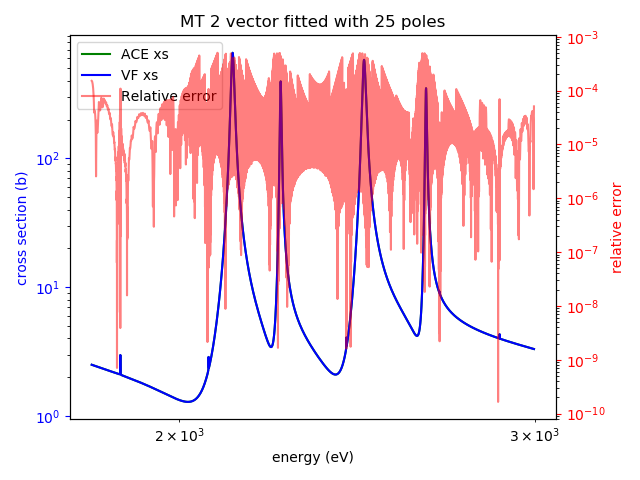 MT 2 vector fitted with 25 poles
ACE xs
VF xs
Relative error
cross section (b)
10²
10¹
10⁰
10⁻³
10⁻⁴
10⁻⁵
10⁻⁶
10⁻⁷
10⁻⁸
10⁻⁹
10⁻¹⁰
relative error
2 × 10³
3 × 10³
energy (eV)